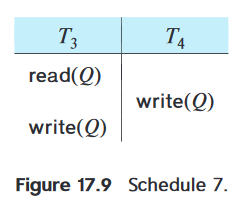 T3 T4
read(Q)
write(Q)
write(Q)
Figure 17.9 Schedule 7.